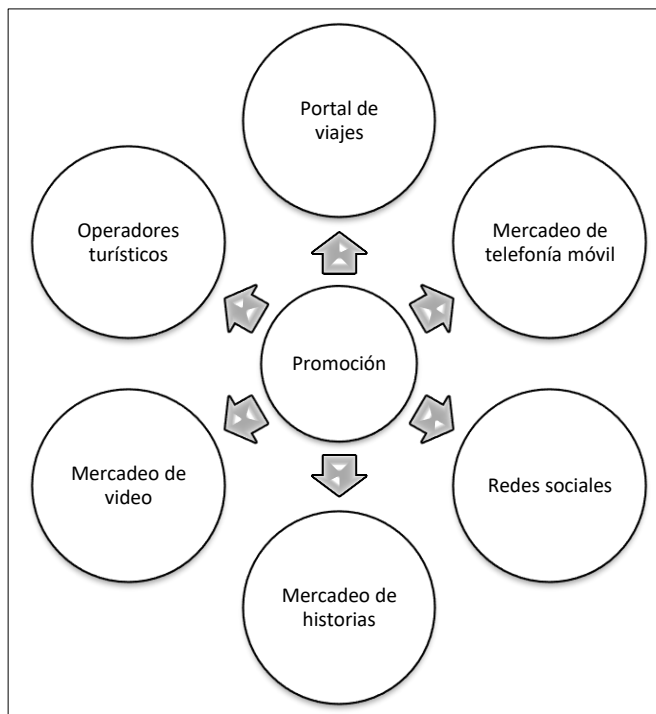 Portal de
viajes
Operadores
turísticos
Mercadeo de
telefonía móvil
Promoción
Mercadeo de
video
Redes sociales
Mercadeo de
historias